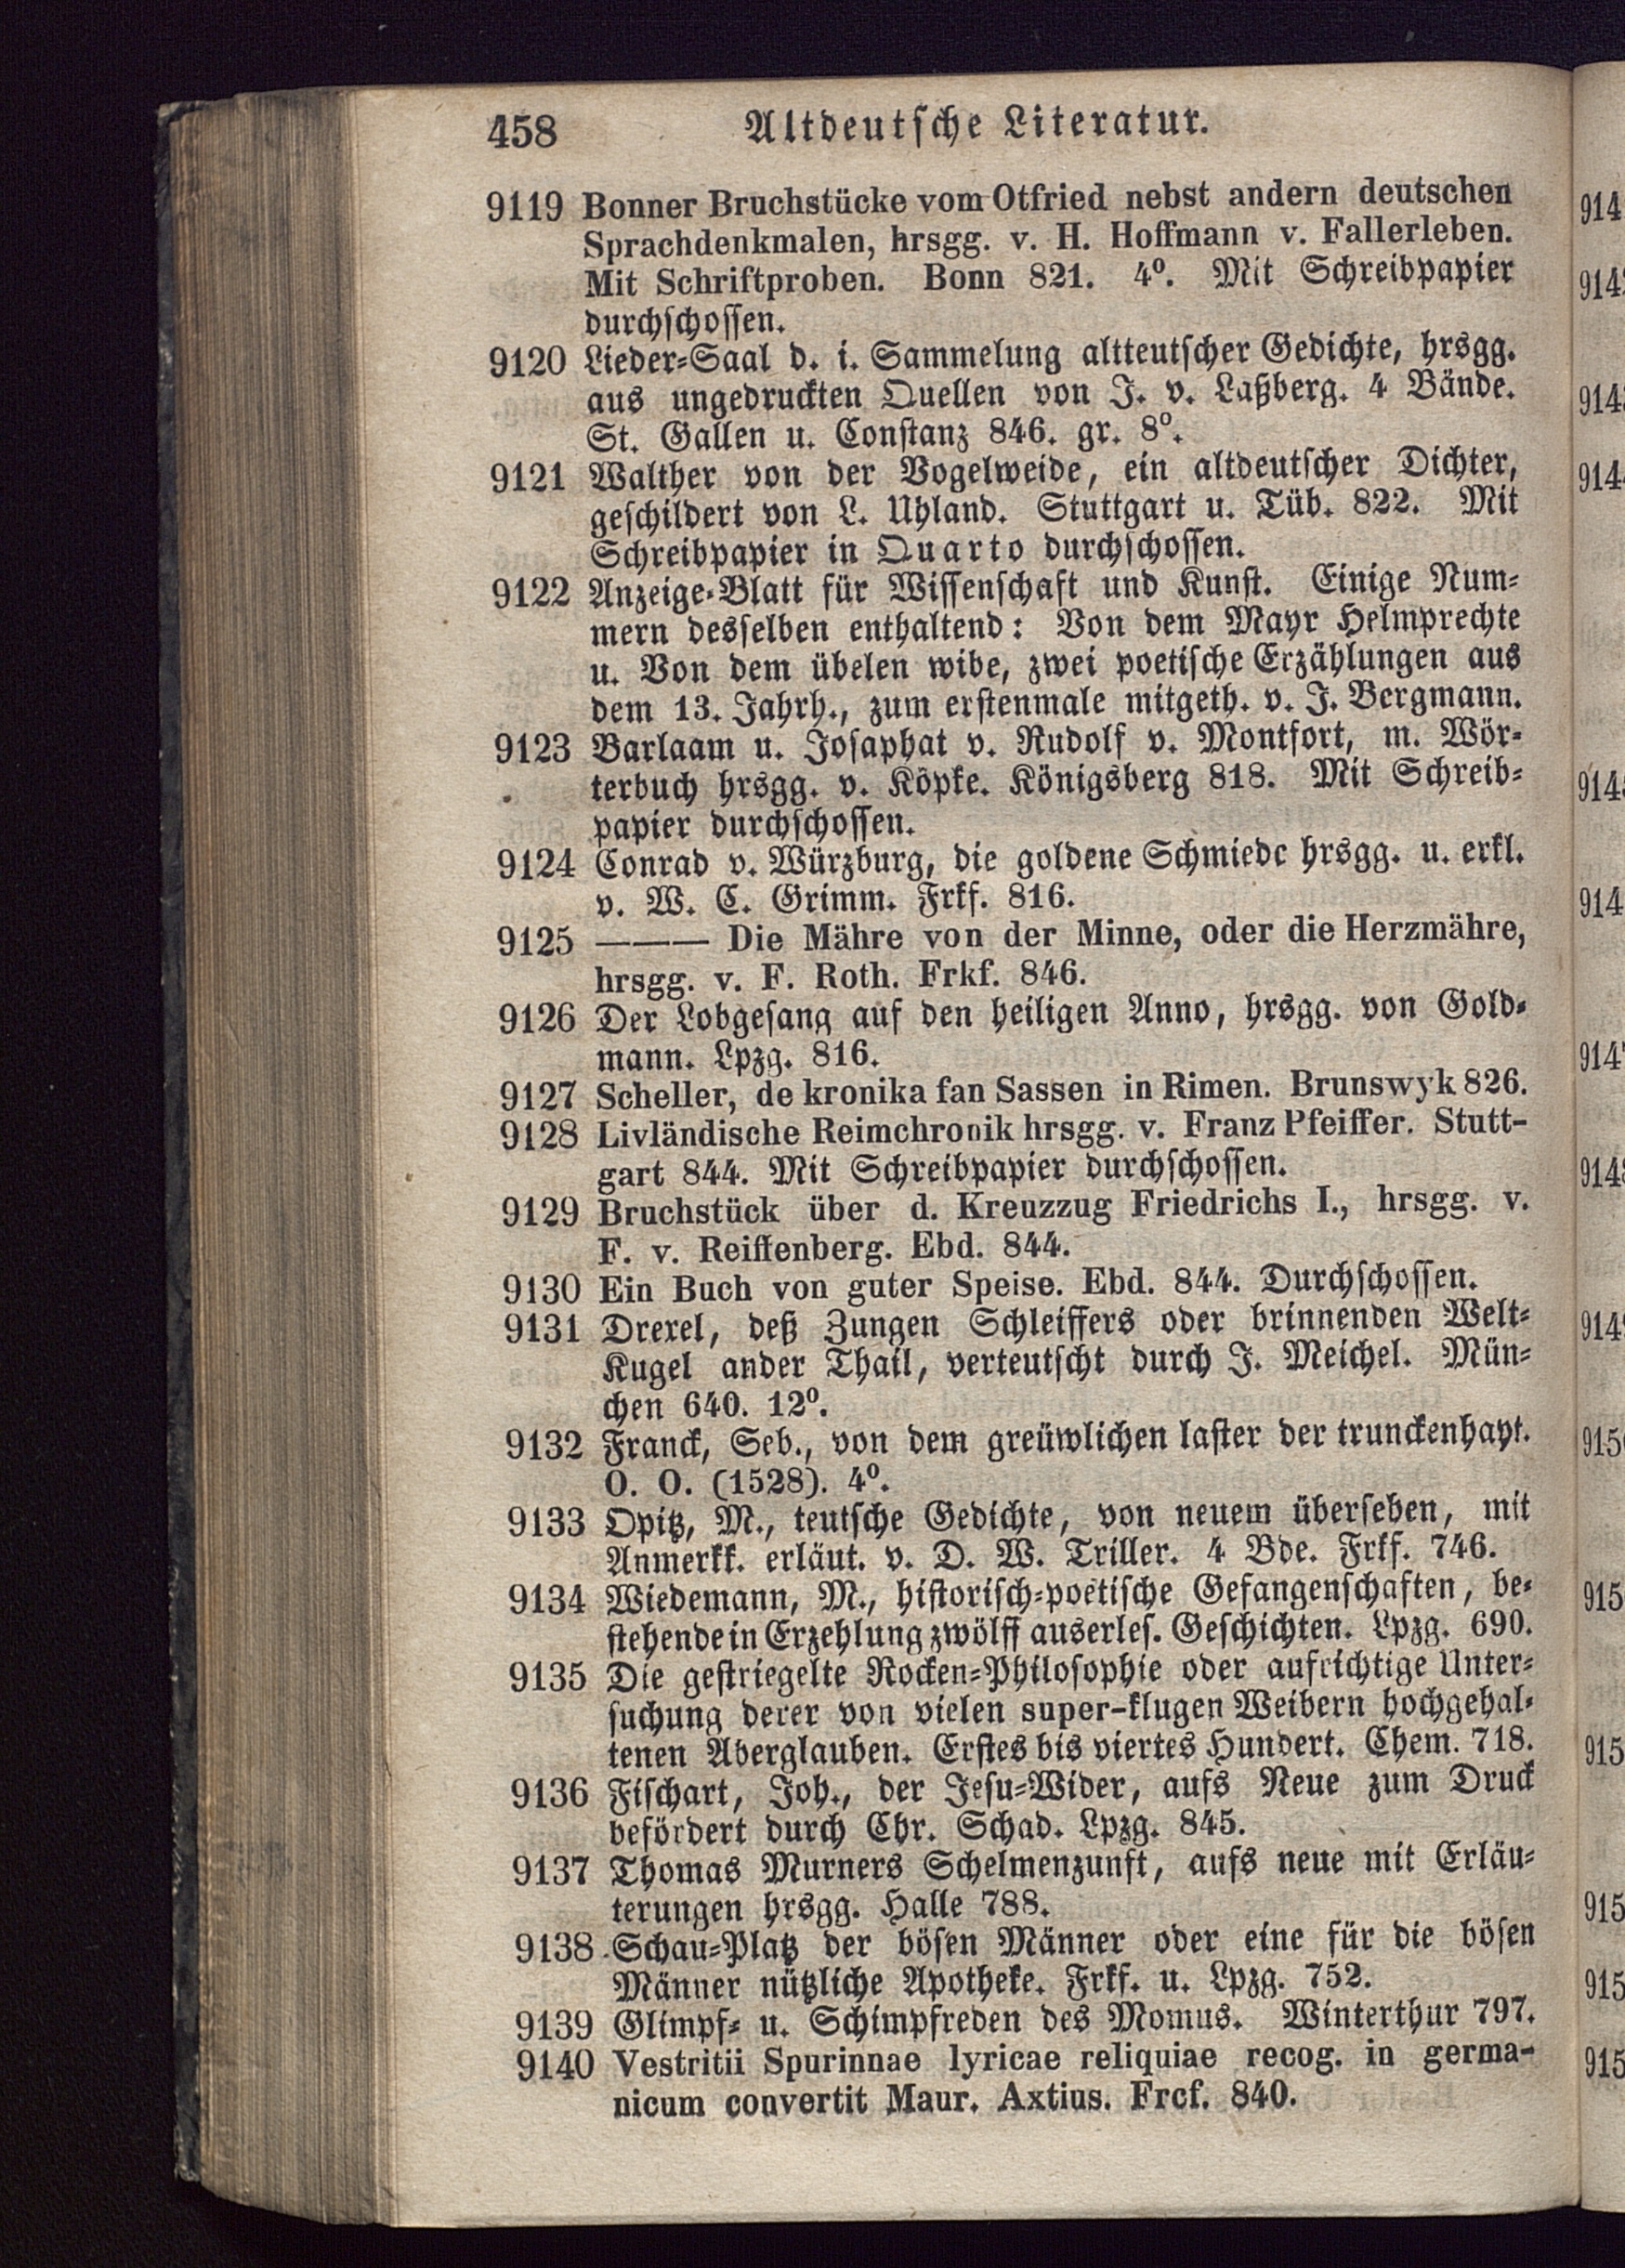 458 Altdeutsche Literatur.
9119 Bonner Bruchstücke vom Otfried nebst andern deutschen
Sprachdenkmalen, hrsgg. v. H. Hoffmann v. Fallerleben.
Mit Schriftproben. Bonn 821. 4⁰. Mit Schreibpapier
durchschossen.
9120 Lieder=Saal d. i. Sammelung altteutscher Gedichte, hrsgg.
aus ungedruckten Quellen von J. v. Laßberg. 4 Bände.
St. Gallen u. Constanz 846. gr. 8⁰.
9121 Walther von der Vogelweide, ein altdeutscher Dichter,
geschildert von L. Uhland. Stuttgart u. Tüb. 822. Mit
Schreibpapier in Quarto durchschossen.
9122 Anzeige=Blatt für Wissenschaft und Kunst. Einige Num=
mern desselben enthaltend: Von dem Mayr Helmprechte
u. Von dem übelen wibe, zwei poetische Erzählungen aus
dem 13. Jahrh., zum erstenmale mitgeth. v. J. Bergmann.
9123 Barlaam u. Josaphat v. Rudolf v. Montfort, m. Wör=
terbuch hrsgg. v. Köpke. Königsberg 818. Mit Schreib=
papier durchschossen.
9124 Conrad v. Würzburg, die goldene Schmiede hrsgg. u. erkl.
v. W. C. Grimm. Frkf. 816.
9125 ——— Die Mähre von der Minne, oder die Herzmähre,
hrsgg. v. F. Roth. Frkf. 846.
9126 Der Lobgesang auf den heiligen Anno, hrsgg. von Gold=
mann. Lpzg. 816.
9127 Scheller, de kronika fan Sassen in Rimen. Brunswyk 826.
9128 Livländische Reimchronik hrsgg. v. Franz Pfeiffer. Stutt-
gart 844. Mit Schreibpapier durchschossen.
9129 Bruchstück über d. Kreuzzug Friedrichs I., hrsgg. v.
F. v. Reiffenberg. Ebd. 844.
9130 Ein Buch von guter Speise. Ebd. 844. Durchschossen.
9131 Drexel, deß Zungen Schleiffers oder brinnenden Welt=
Kugel ander Thail, verteutscht durch J. Meichel. Mün=
chen 640. 12⁰.
9132 Franck, Seb., von dem greüwlichen laster der trunckenhayt.
O. O. (1528). 4⁰.
9133 Opitz, M., teutsche Gedichte, von neuem übersehen, mit
Anmerkk. erläut. v. D. W. Triller. 4 Bde. Frkf. 746.
9134 Wiedemann, M., historisch=poetische Gefangenschaften, be=
stehende in Erzehlung zwölff auserles. Geschichten. Lpzg. 690.
9135 Die gestriegelte Rocken=Philosophie oder aufrichtige Unter=
suchung derer von vielen super-klugen Weibern hochgehal=
tenen Aberglauben. Erstes bis viertes Hundert. Chem. 718.
9136 Fischart, Joh., der Jesu=Wider, aufs Neue zum Druck
befördert durch Chr. Schad. Lpzg. 845.
9137 Thomas Murners Schelmenzunft, aufs neue mit Erläu=
terungen hrsgg. Halle 788.
9138 Schau=Platz der bösen Männer oder eine für die bösen
Männer nützliche Apotheke. Frkf. u. Lpzg. 752.
9139 Glimpf= u. Schimpfreden des Momus. Winterthur 797.
9140 Vestritii Spurinnae lyricae reliquiae recog. in germa-
nicum convertit Maur. Axtius. Frcf. 840.